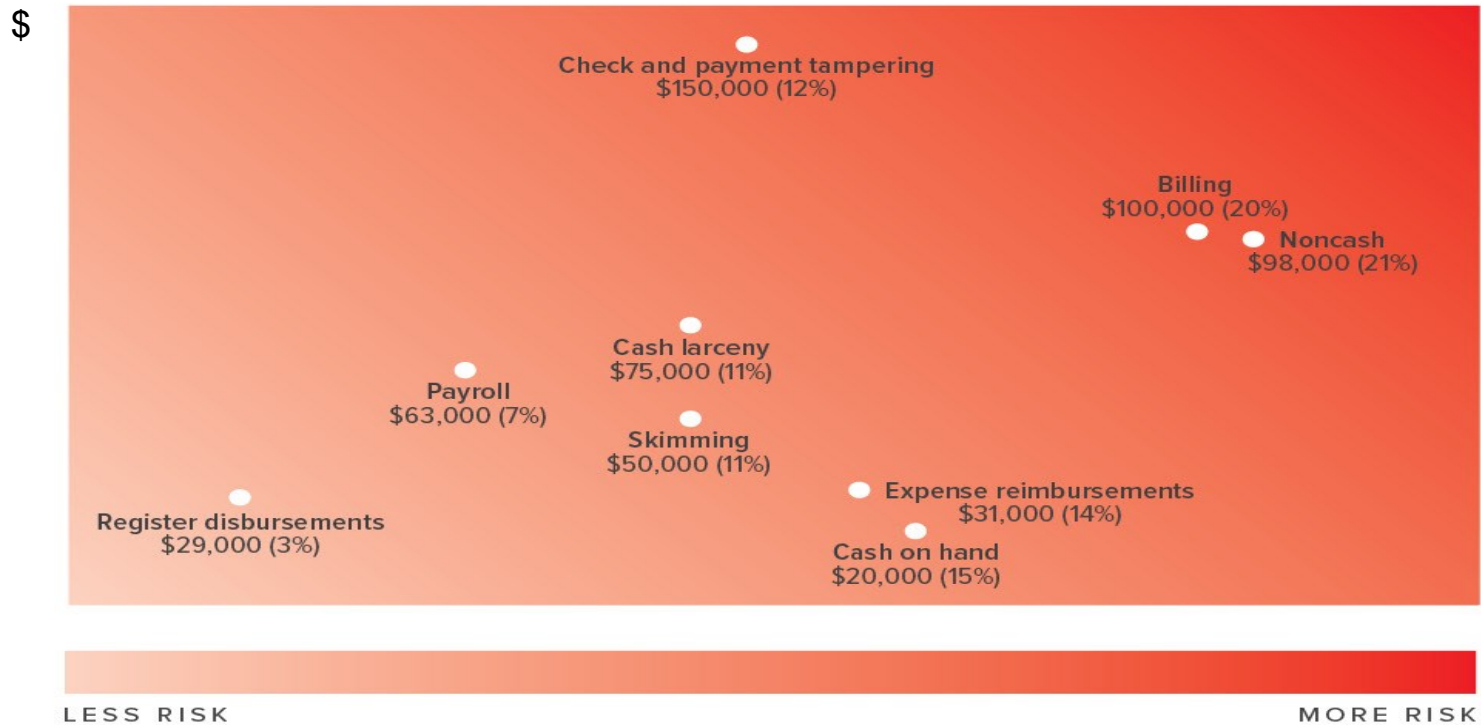 $
Check and payment tampering
$150,000 (12%)
Billing
$100,000 (20%)
Noncash
$98,000 (21%)
Cash larceny
$75,000 (11%)
Payroll
$63,000 (7%)
Skimming
$50,000 (11%)
Expense reimbursements
$31,000 (14%)
Register disbursements
$29,000 (3%)
Cash on hand
$20,000 (15%)
LESS RISK
MORE RISK